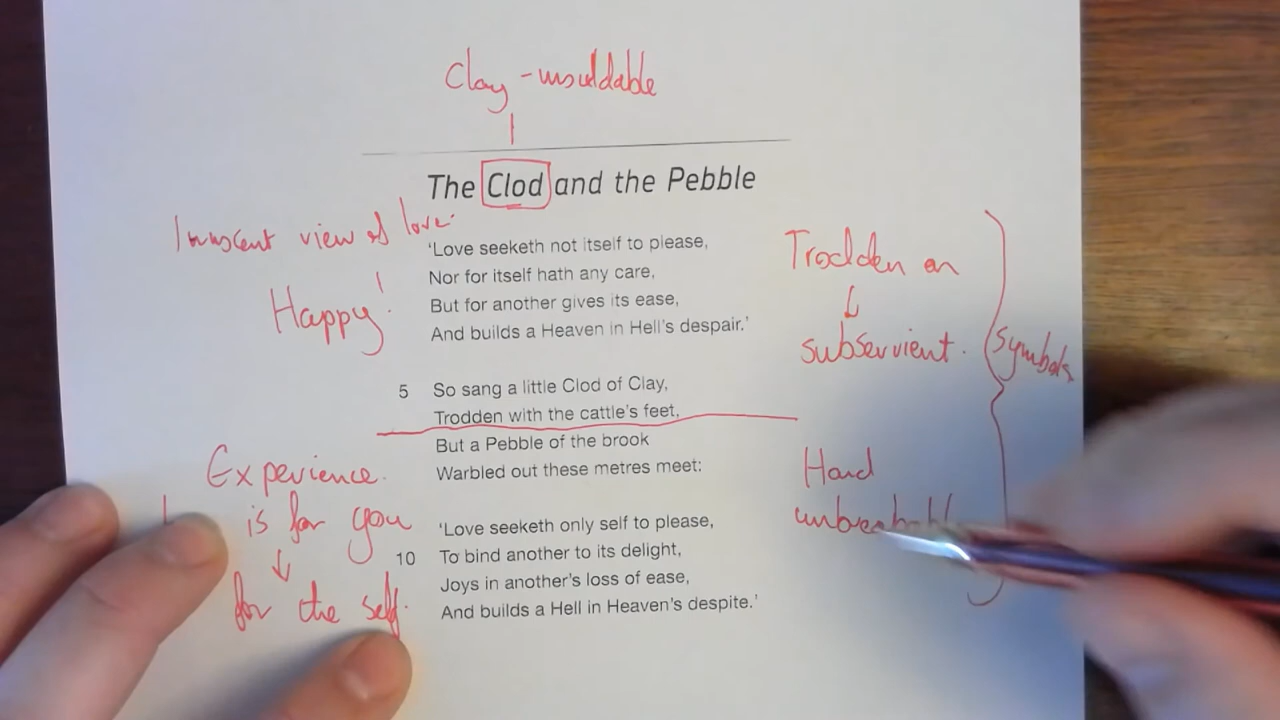 Clay - mouldable
The Clod and the Pebble
Innocent view of love.
'Love seeketh not itself to please,
Nor for itself hath any care,
But for another gives its ease,
And builds a Heaven in Hell's despair.'
Happy!
Trodden on
subservient.
symbols
5 So sang a little Clod of Clay,
Trodden with the cattle's feet,
But a Pebble of the brook
Warbled out these metres meet:
Experience.
is for you
for the self.
Hard
'Love seeketh only self to please,
10 To bind another to its delight,
Joys in another's loss of ease,
And builds a Hell in Heaven's despite.'